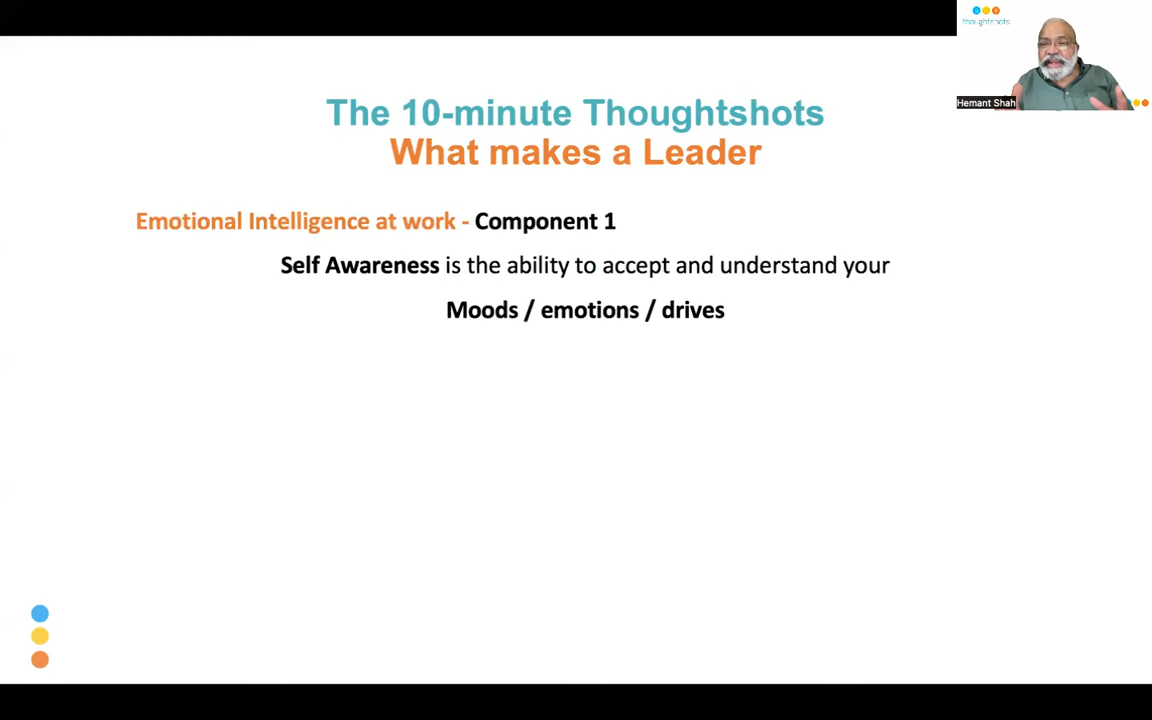 thoughtshots
Hemant Shah
The 10-minute Thoughtshots
What makes a Leader
Emotional Intelligence at work - Component 1
Self Awareness is the ability to accept and understand your
Moods / emotions / drives